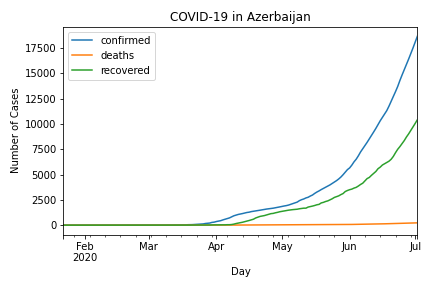 COVID-19 in Azerbaijan
confirmed
deaths
recovered
17500
15000
12500
10000
7500
5000
2500
0
Number of Cases
Feb
2020
Mar
Apr
May
Jun
Jul
Day